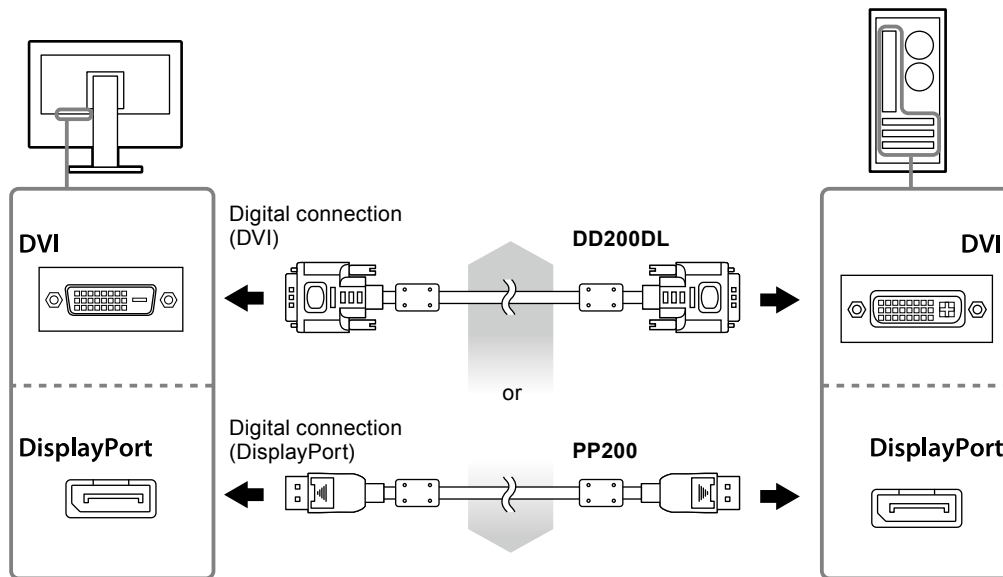 Digital connection
(DVI)
DD200DL
DVI
DVI
or
Digital connection
(DisplayPort)
PP200
DisplayPort
DisplayPort